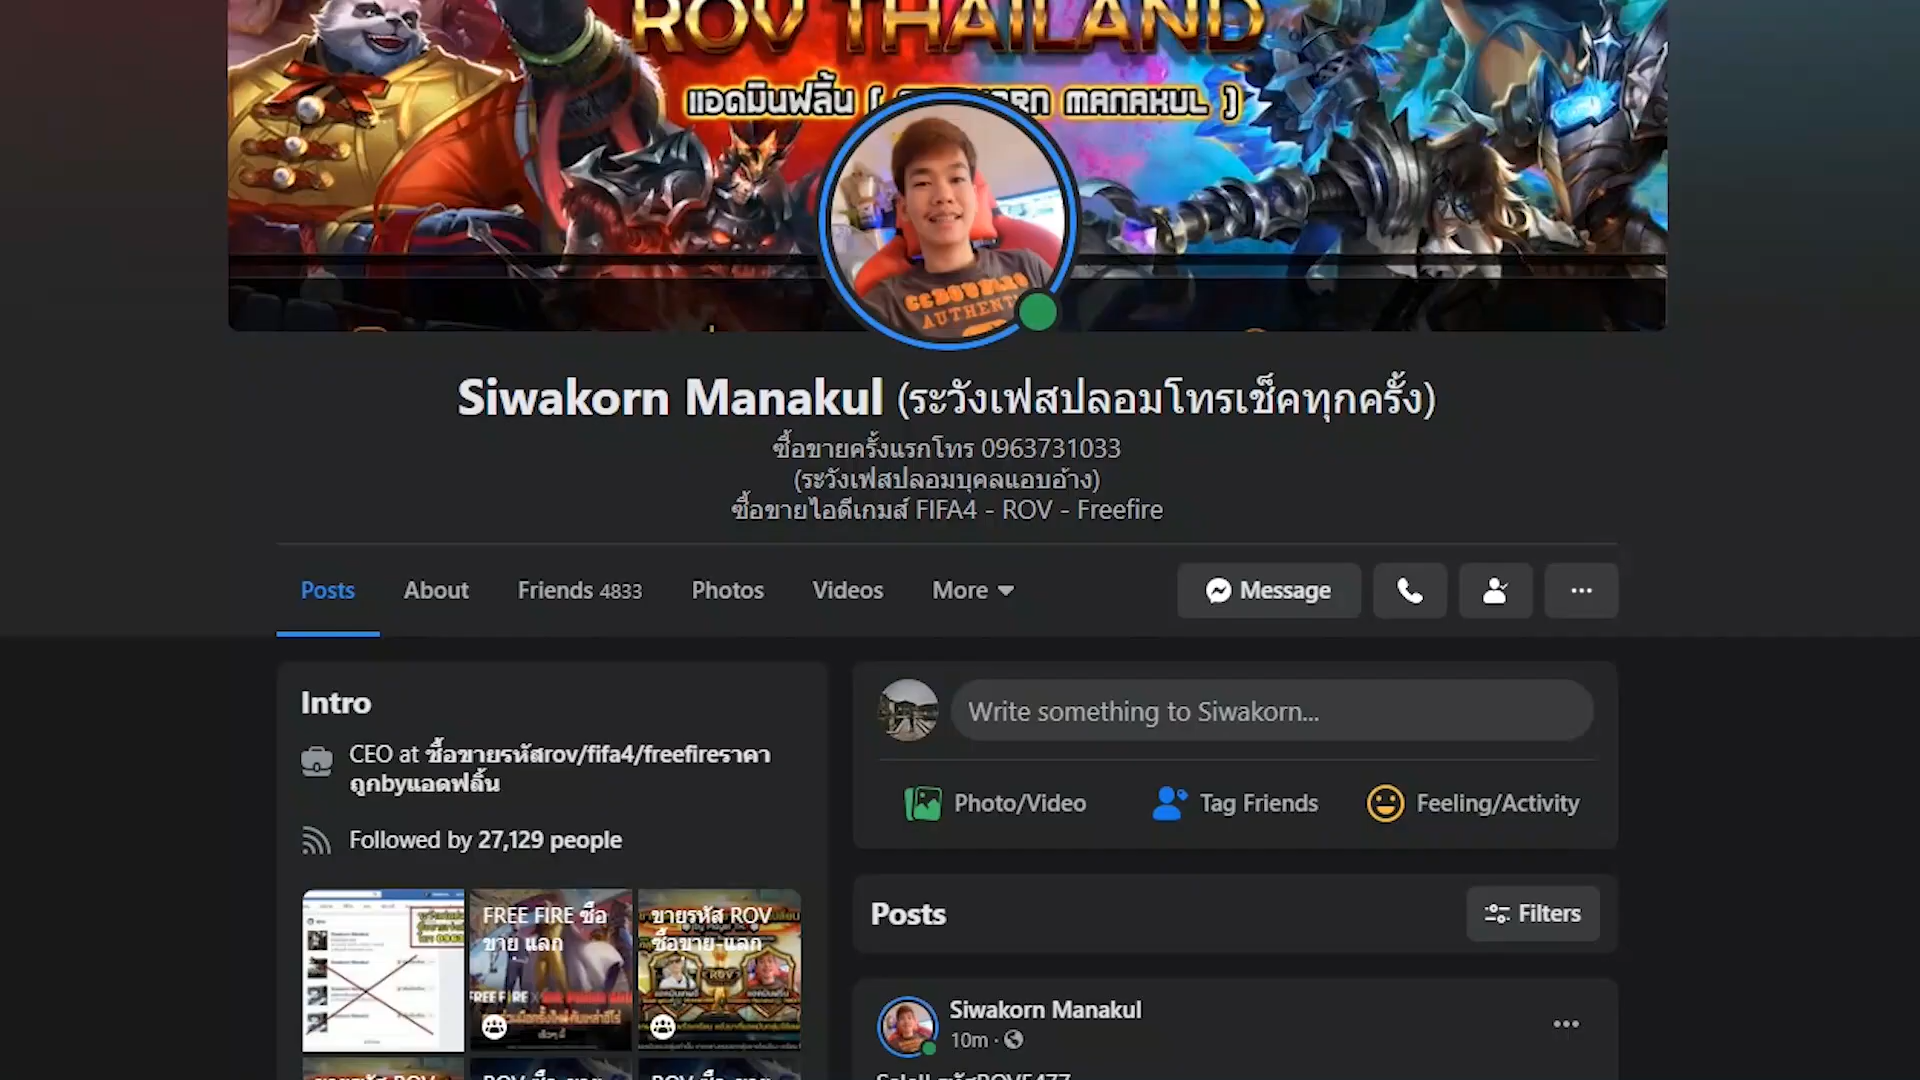 ROV THAILAND
แอดมินฟลิ้น ( MANAKUL )
AUTHENT
Siwakorn Manakul (ระวังเฟสปลอมโทรเช็คทุกครั้ง)
ซื้อขายครั้งแรกโทร 0963731033
(ระวังเฟสปลอมบุคลแอบอ้าง)
ซื้อขายไอดีเกมส์ FIFA4 - ROV - Freefire
Posts About Friends 4833 Photos Videos More Message
Intro
CEO at ซื้อขายรหัสrov/fifa4/freefireราคา
ถูกbyแอดฟลิ้น
Followed by 27,129 people
FREE FIRE ซื้อ
ขาย แลก
ขายรหัส ROV
ซื้อขาย-แลก
Write something to Siwakorn...
Photo/Video Tag Friends Feeling/Activity
Posts Filters
Siwakorn Manakul
10m